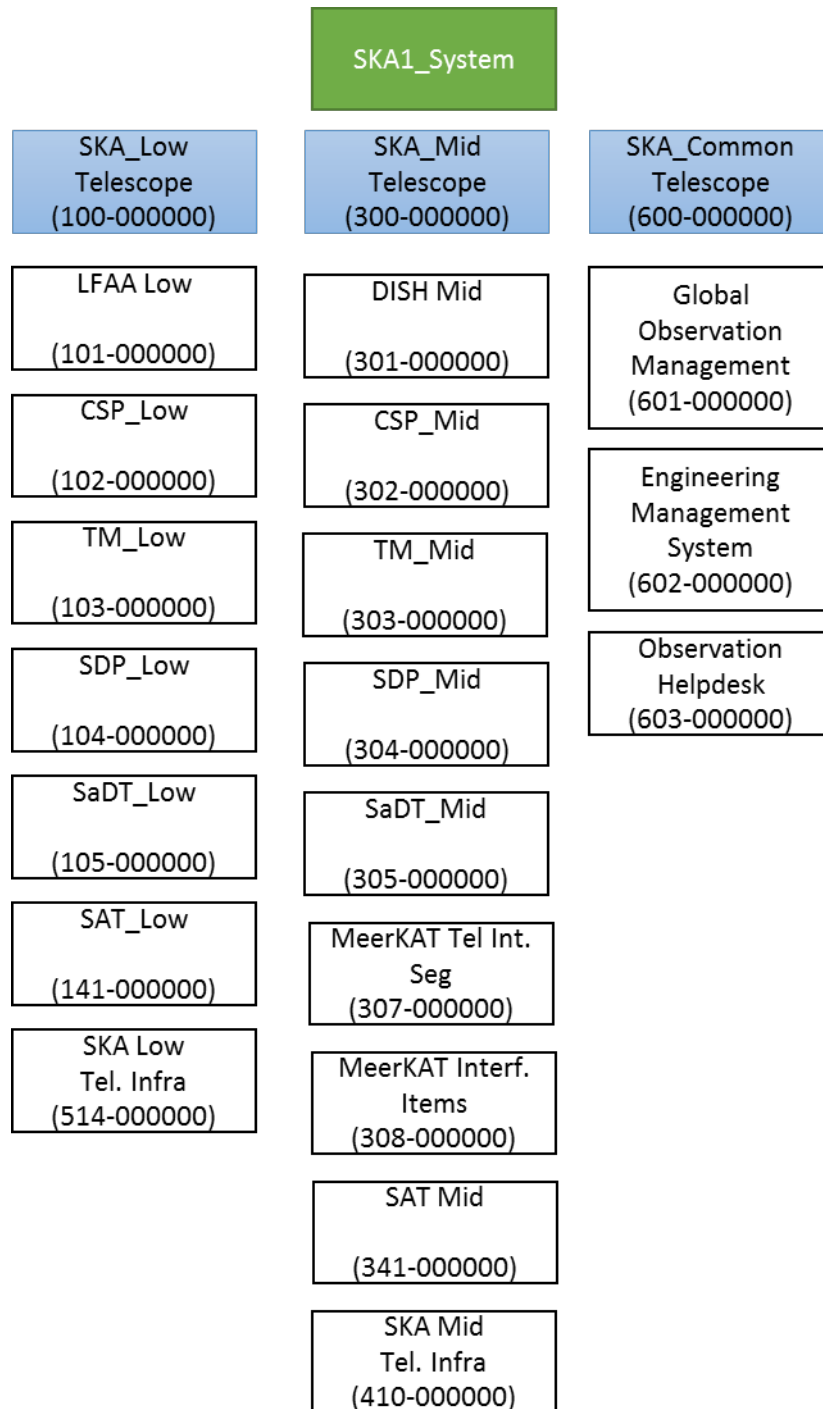 SKA1_System
SKA_Low
Telescope
(100-000000)
LFAA Low
(101-000000)
CSP_Low
(102-000000)
TM_Low
(103-000000)
SDP_Low
(104-000000)
SaDT_Low
(105-000000)
SAT_Low
(141-000000)
SKA Low
Tel. Infra
(514-000000)
SKA_Mid
Telescope
(300-000000)
DISH Mid
(301-000000)
CSP_Mid
(302-000000)
TM_Mid
(303-000000)
SDP_Mid
(304-000000)
SaDT_Mid
(305-000000)
MeerKAT Tel Int.
Seg
(307-000000)
MeerKAT Interf.
Items
(308-000000)
SAT Mid
(341-000000)
SKA Mid
Tel. Infra
(410-000000)
SKA_Common
Telescope
(600-000000)
Global
Observation
Management
(601-000000)
Engineering
Management
System
(602-000000)
Observation
Helpdesk
(603-000000)